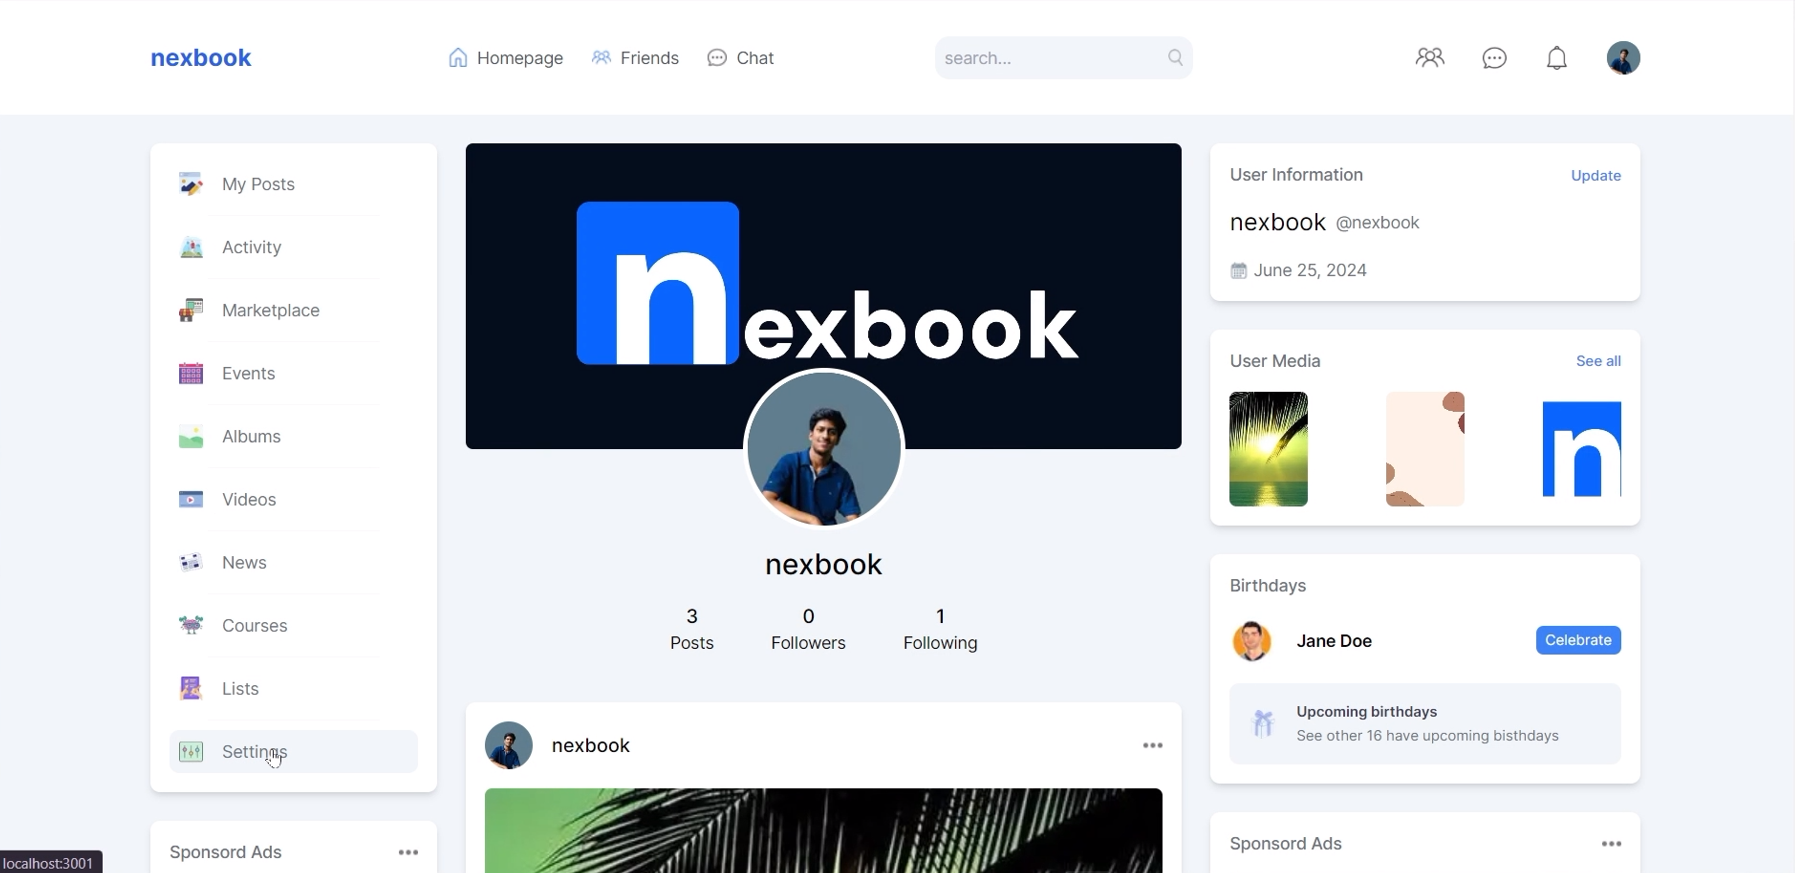 nexbook
Homepage
Friends
Chat
search...
My Posts
Activity
Marketplace
Events
Albums
Videos
News
Courses
Lists
Settings
Sponsord Ads
nexbook
nexbook
3
Posts
0
Followers
1
Following
nexbook
User Information
Update
nexbook @nexbook
June 25, 2024
User Media
See all
n
Birthdays
Jane Doe
Celebrate
Upcoming birthdays
See other 16 have upcoming bisthdays
Sponsord Ads
localhost:3001